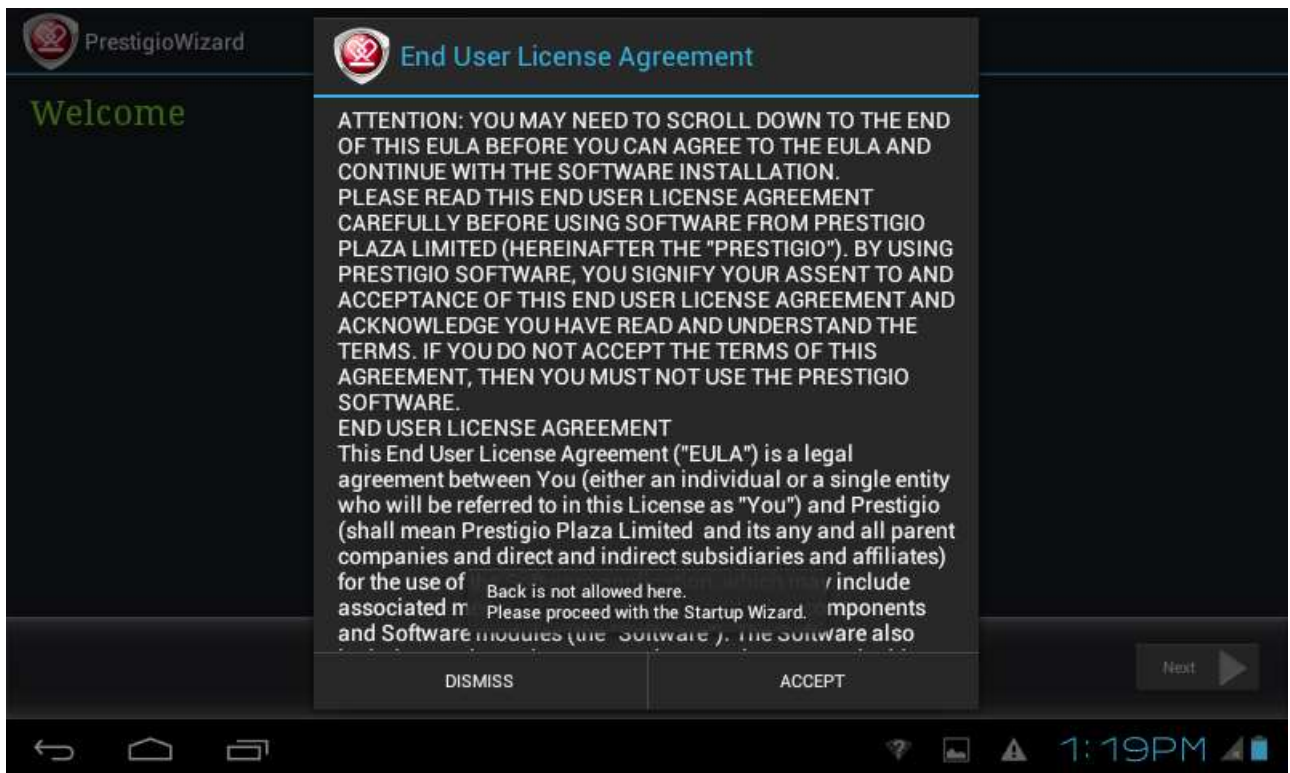 PrestigioWizard
Welcome
End User License Agreement
ATTENTION: YOU MAY NEED TO SCROLL DOWN TO THE END
OF THIS EULA BEFORE YOU CAN AGREE TO THE EULA AND
CONTINUE WITH THE SOFTWARE INSTALLATION.
PLEASE READ THIS END USER LICENSE AGREEMENT
CAREFULLY BEFORE USING SOFTWARE FROM PRESTIGIO
PLAZA LIMITED (HEREINAFTER THE "PRESTIGIO"). BY USING
PRESTIGIO SOFTWARE, YOU SIGNIFY YOUR ASSENT TO AND
ACCEPTANCE OF THIS END USER LICENSE AGREEMENT AND
ACKNOWLEDGE YOU HAVE READ AND UNDERSTAND THE
TERMS. IF YOU DO NOT ACCEPT THE TERMS OF THIS
AGREEMENT, THEN YOU MUST NOT USE THE PRESTIGIO
SOFTWARE.
END USER LICENSE AGREEMENT
This End User License Agreement ("EULA") is a legal
agreement between You (either an individual or a single entity
who will be referred to in this License as "You") and Prestigio
(shall mean Prestigio Plaza Limited  and its any and all parent
companies and direct and indirect subsidiaries and affiliates)
for the use of include
associated components
and Software modules (the "Software"). The Software also
Back is not allowed here.
Please proceed with the Startup Wizard.
DISMISS
ACCEPT
Next
1:19PM